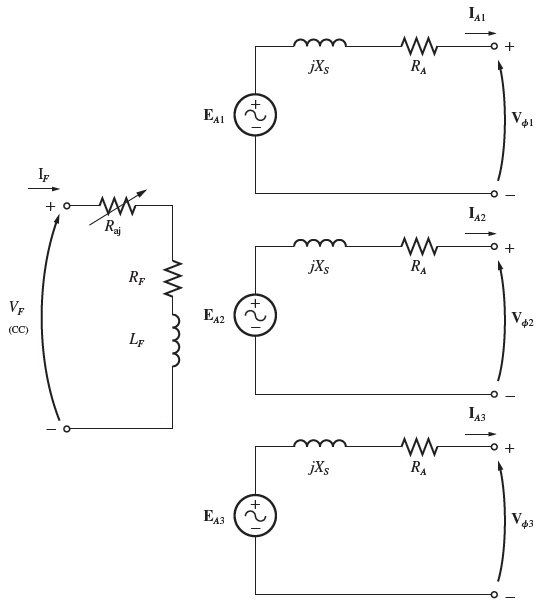 I_A1
+
jX_S
R_A
E_A1
+
−
V_ϕ1
−
I_F
+
R_aj
R_F
V_F
(CC)
L_F
−
I_A2
+
jX_S
R_A
E_A2
+
−
V_ϕ2
−
I_A3
+
jX_S
R_A
E_A3
+
−
V_ϕ3
−